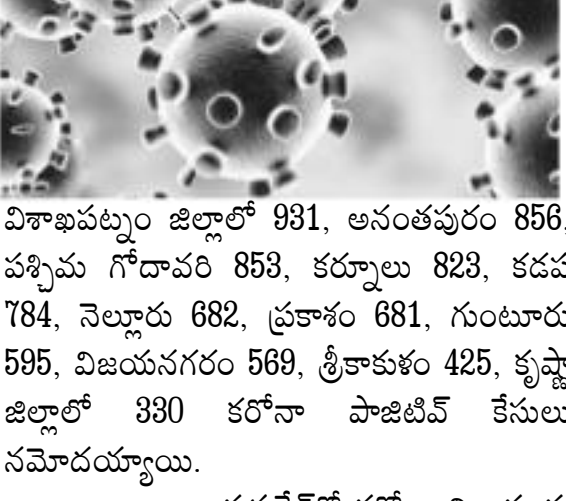 విశాఖపట్నం జిల్లాలో 931, అనంతపురం 856,
పశ్చిమ గోదావరి 853, కర్నూలు 823, కడప
784, నెల్లూరు 682, ప్రకాశం 681, గుంటూరు
595, విజయనగరం 569, శ్రీకాకుళం 425, కృష్ణా
జిల్లాలో 330 కరోనా పాజిటివ్ కేసులు
నమోదయ్యాయి.